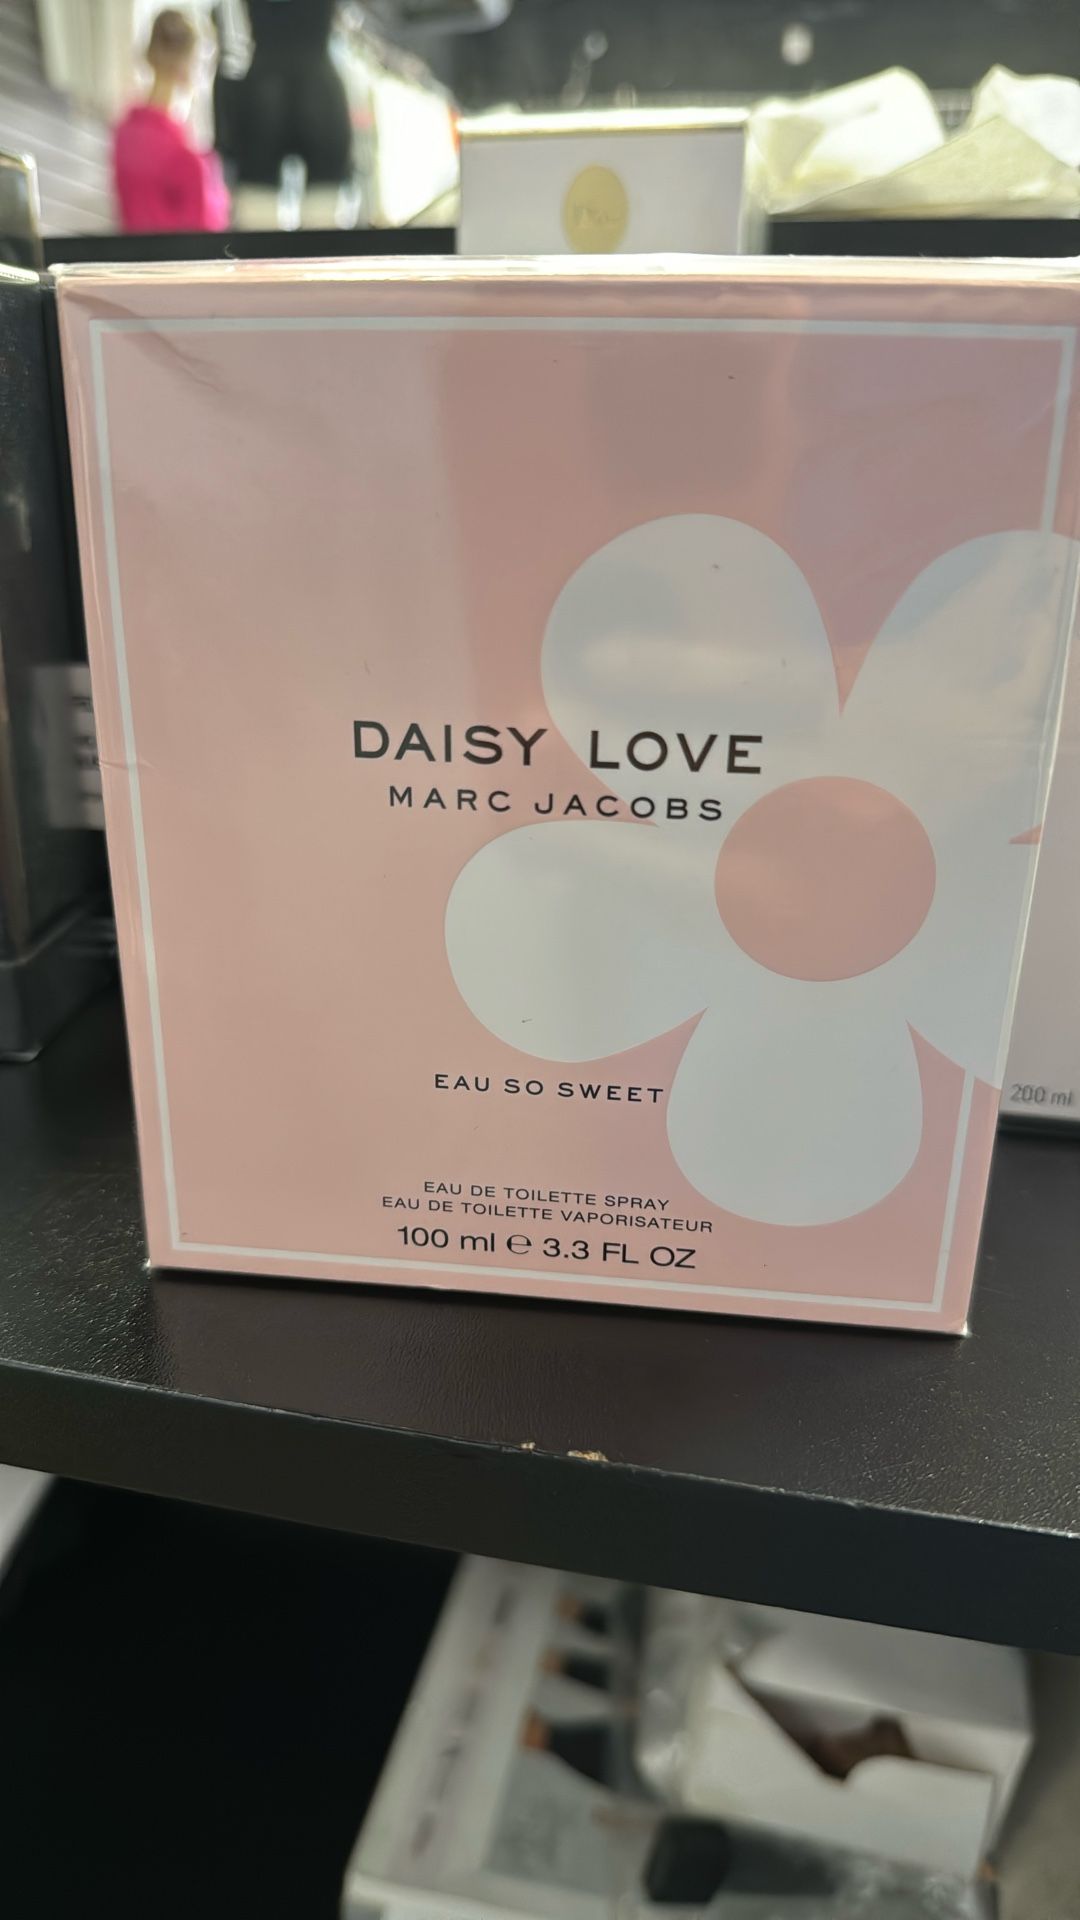 DAISY LOVE
MARC JACOBS
EAU SO SWEET
200 ml
EAU DE TOILETTE SPRAY
EAU DE TOILETTE VAPORISATEUR
100 ml ℮ 3.3 FL OZ